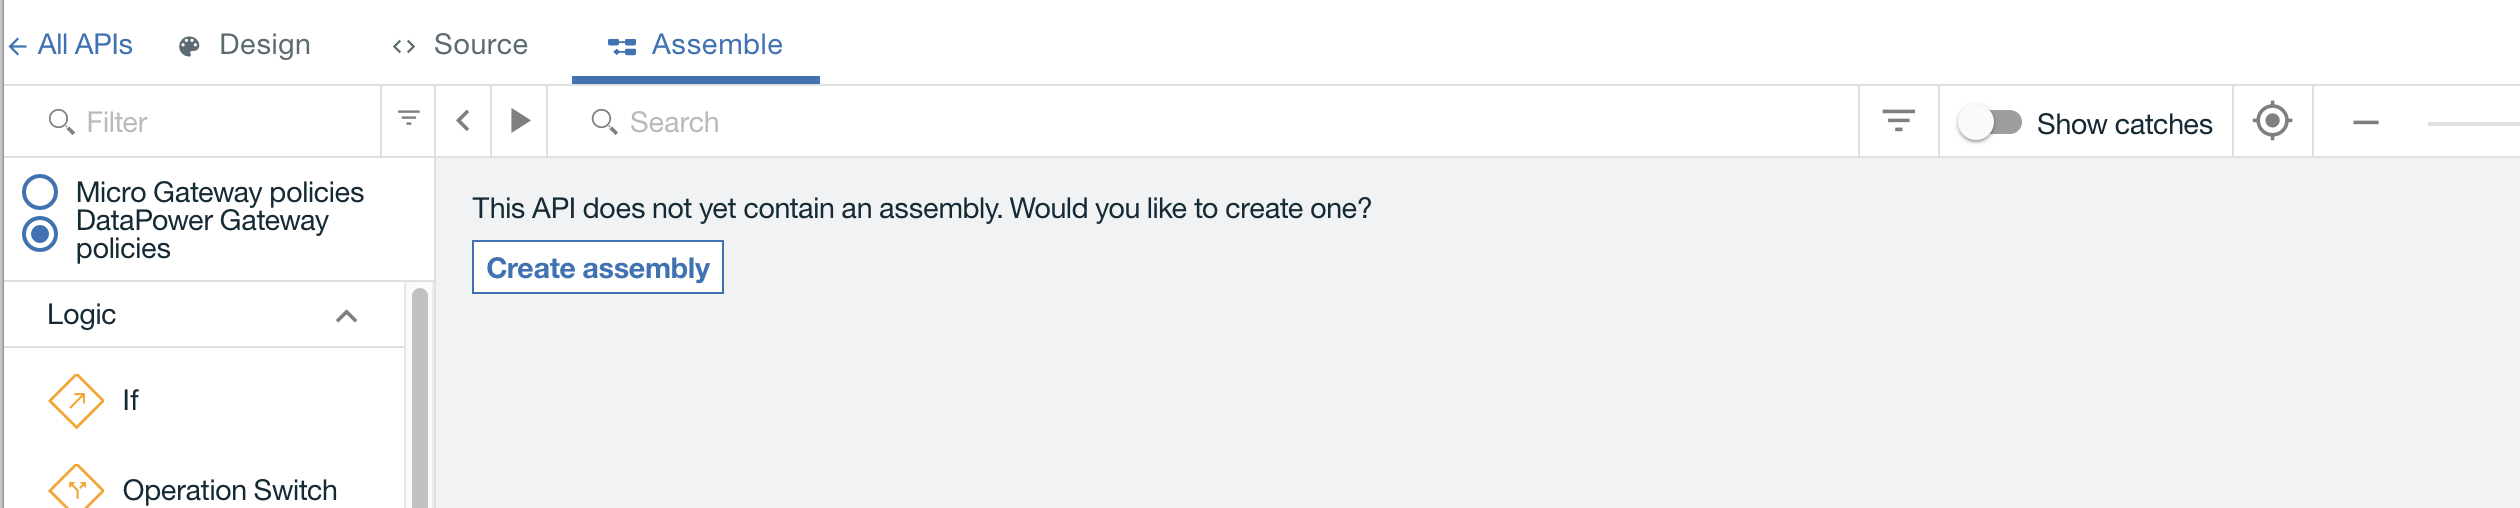 All APIs Design Source Assemble
Filter Search Show catches
Micro Gateway policies
DataPower Gateway
policies
This API does not yet contain an assembly. Would you like to create one?
Create assembly
Logic
If
Operation Switch